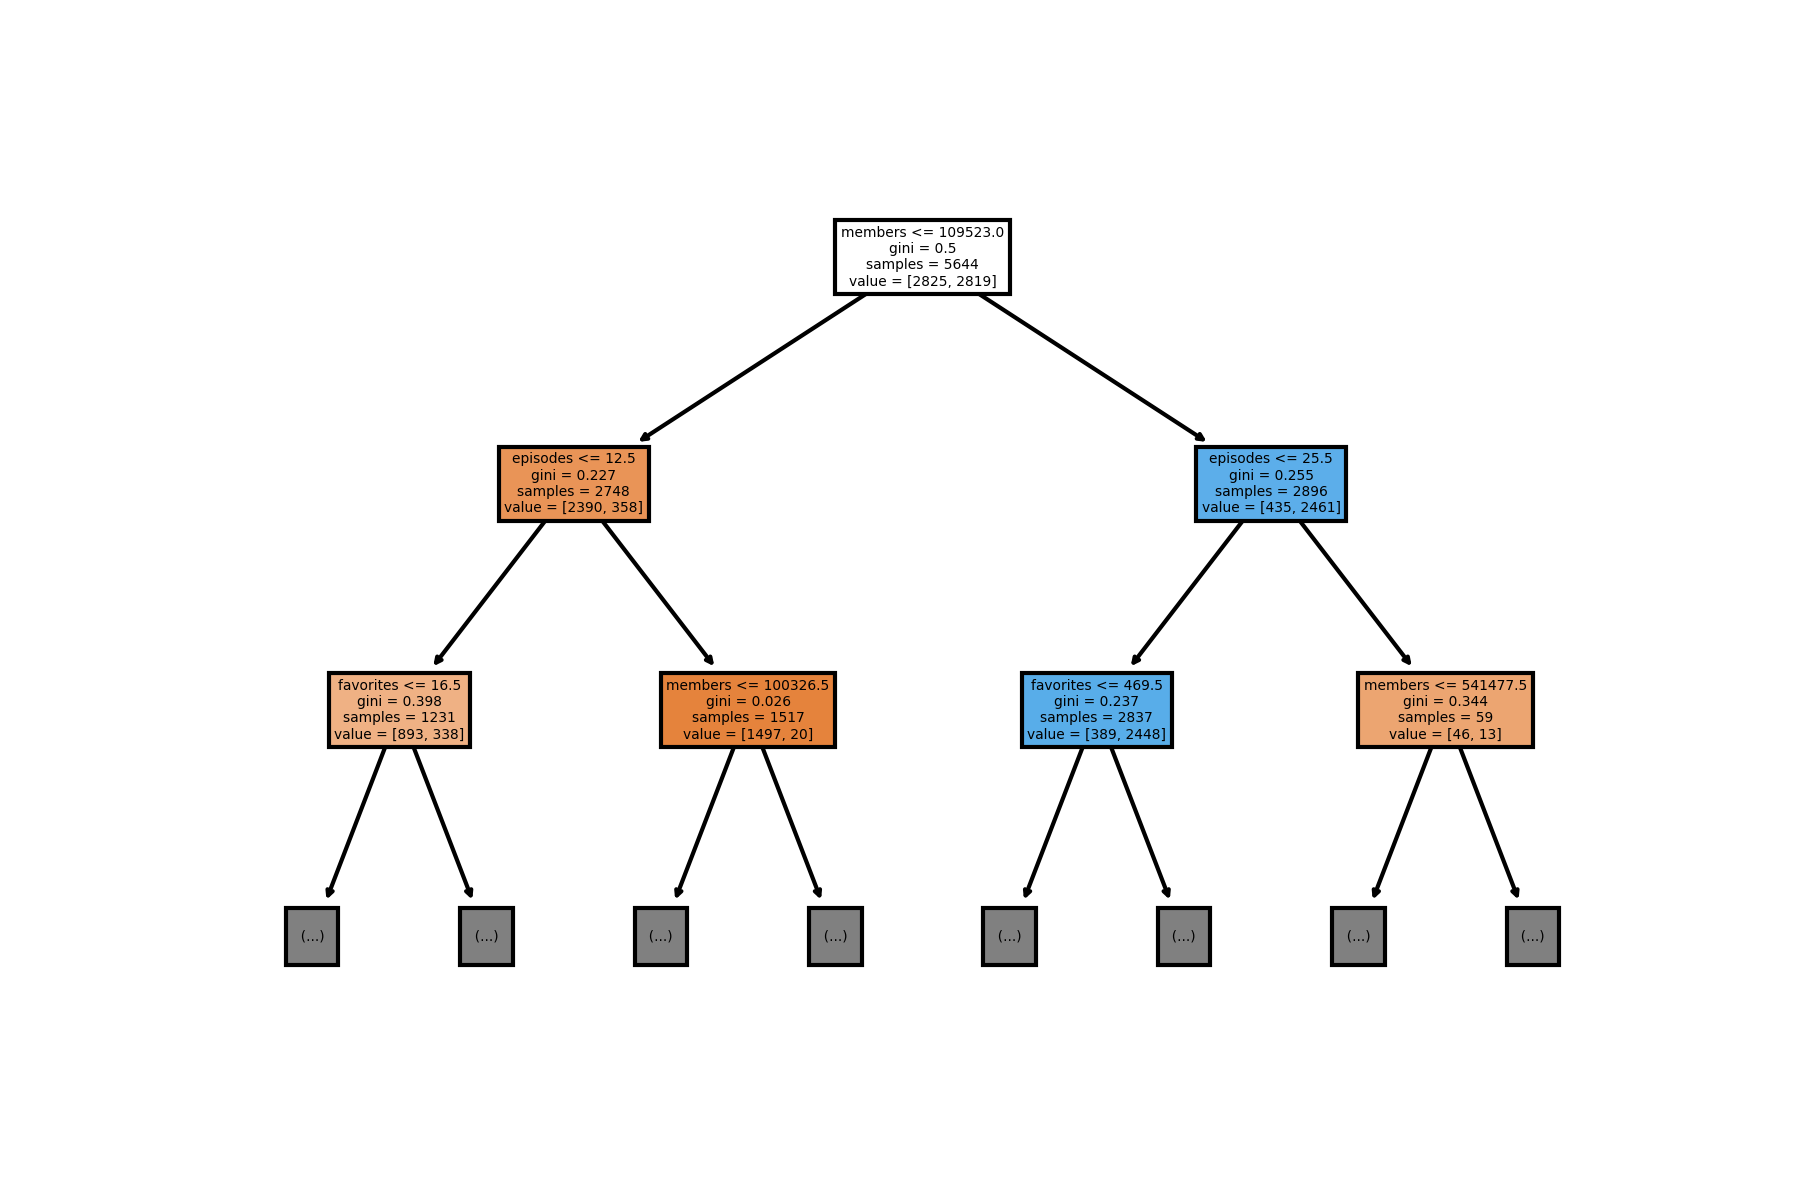 members <= 109523.0
gini = 0.5
samples = 5644
value = [2825, 2819]
episodes <= 12.5
gini = 0.227
samples = 2748
value = [2390, 358]
episodes <= 25.5
gini = 0.255
samples = 2896
value = [435, 2461]
favorites <= 16.5
gini = 0.398
samples = 1231
value = [893, 338]
members <= 100326.5
gini = 0.026
samples = 1517
value = [1497, 20]
favorites <= 469.5
gini = 0.237
samples = 2837
value = [389, 2448]
members <= 541477.5
gini = 0.344
samples = 59
value = [46, 13]
(...)
(...)
(...)
(...)
(...)
(...)
(...)
(...)